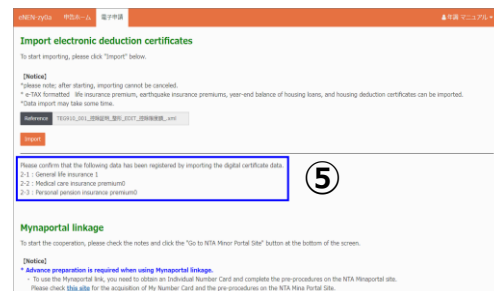 eNEN-cyilo 申告ホーム 電子申請 年調 マニュアル
Import electronic deduction certificates
To start importing, please click "Import" below.
[Notice]
*please note; after starting, importing cannot be canceled.
* e-TAX formatted life insurance premium, earthquake insurance premiums, year-end balance of housing loans, and housing deduction certificates can be imported.
*Data import may take some time.
Reference
Import
Please confirm that the following data has been registered by importing the digital certificate data.
2-1 : General life insurance 1
2-2 : Medical care insurance premium0
2-3 : Personal pension insurance premium0
⑤
Mynaportal linkage
To start the cooperation, please check the notes and click the "Go to NTA Minor Portal Site" button at the bottom of the screen.
[Notice]
* Advance preparation is required when using Mynaportal linkage.
- To use the Mynaportal link, you need to obtain an Individual Number Card and complete the pre-procedures on the NTA Minaportal site.
Please check this site for the acquisition of My Number Card and the pre-procedures on the NTA Mina Portal Site.